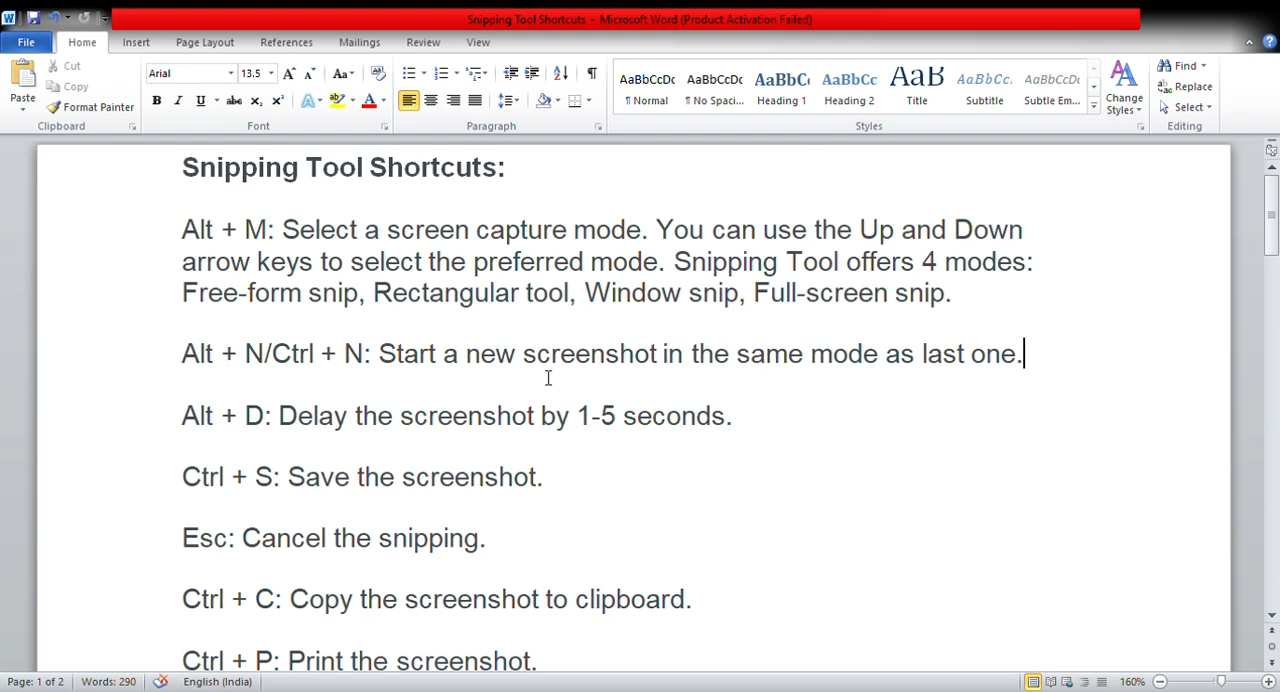 Snipping Tool Shortcuts - Microsoft Word (Product Activation Failed)
File Home Insert Page Layout References Mailings Review View
Paste
Cut
Copy
Format Painter
Clipboard
Arial 13.5
Font
Paragraph
AaBbCcDc AaBbCcDc AaBbC( AaBbCc AaB AaBbCc. AaBbCcDc
¶ Normal ¶ No Spaci... Heading 1 Heading 2 Title Subtitle Subtle Em...
Change
Styles
Styles
Find
Replace
Select
Editing
Snipping Tool Shortcuts:
Alt + M: Select a screen capture mode. You can use the Up and Down
arrow keys to select the preferred mode. Snipping Tool offers 4 modes:
Free-form snip, Rectangular tool, Window snip, Full-screen snip.
Alt + N/Ctrl + N: Start a new screenshot in the same mode as last one.
Alt + D: Delay the screenshot by 1-5 seconds.
Ctrl + S: Save the screenshot.
Esc: Cancel the snipping.
Ctrl + C: Copy the screenshot to clipboard.
Ctrl + P: Print the screenshot.
Page: 1 of 2 Words: 290 English (India) 160%